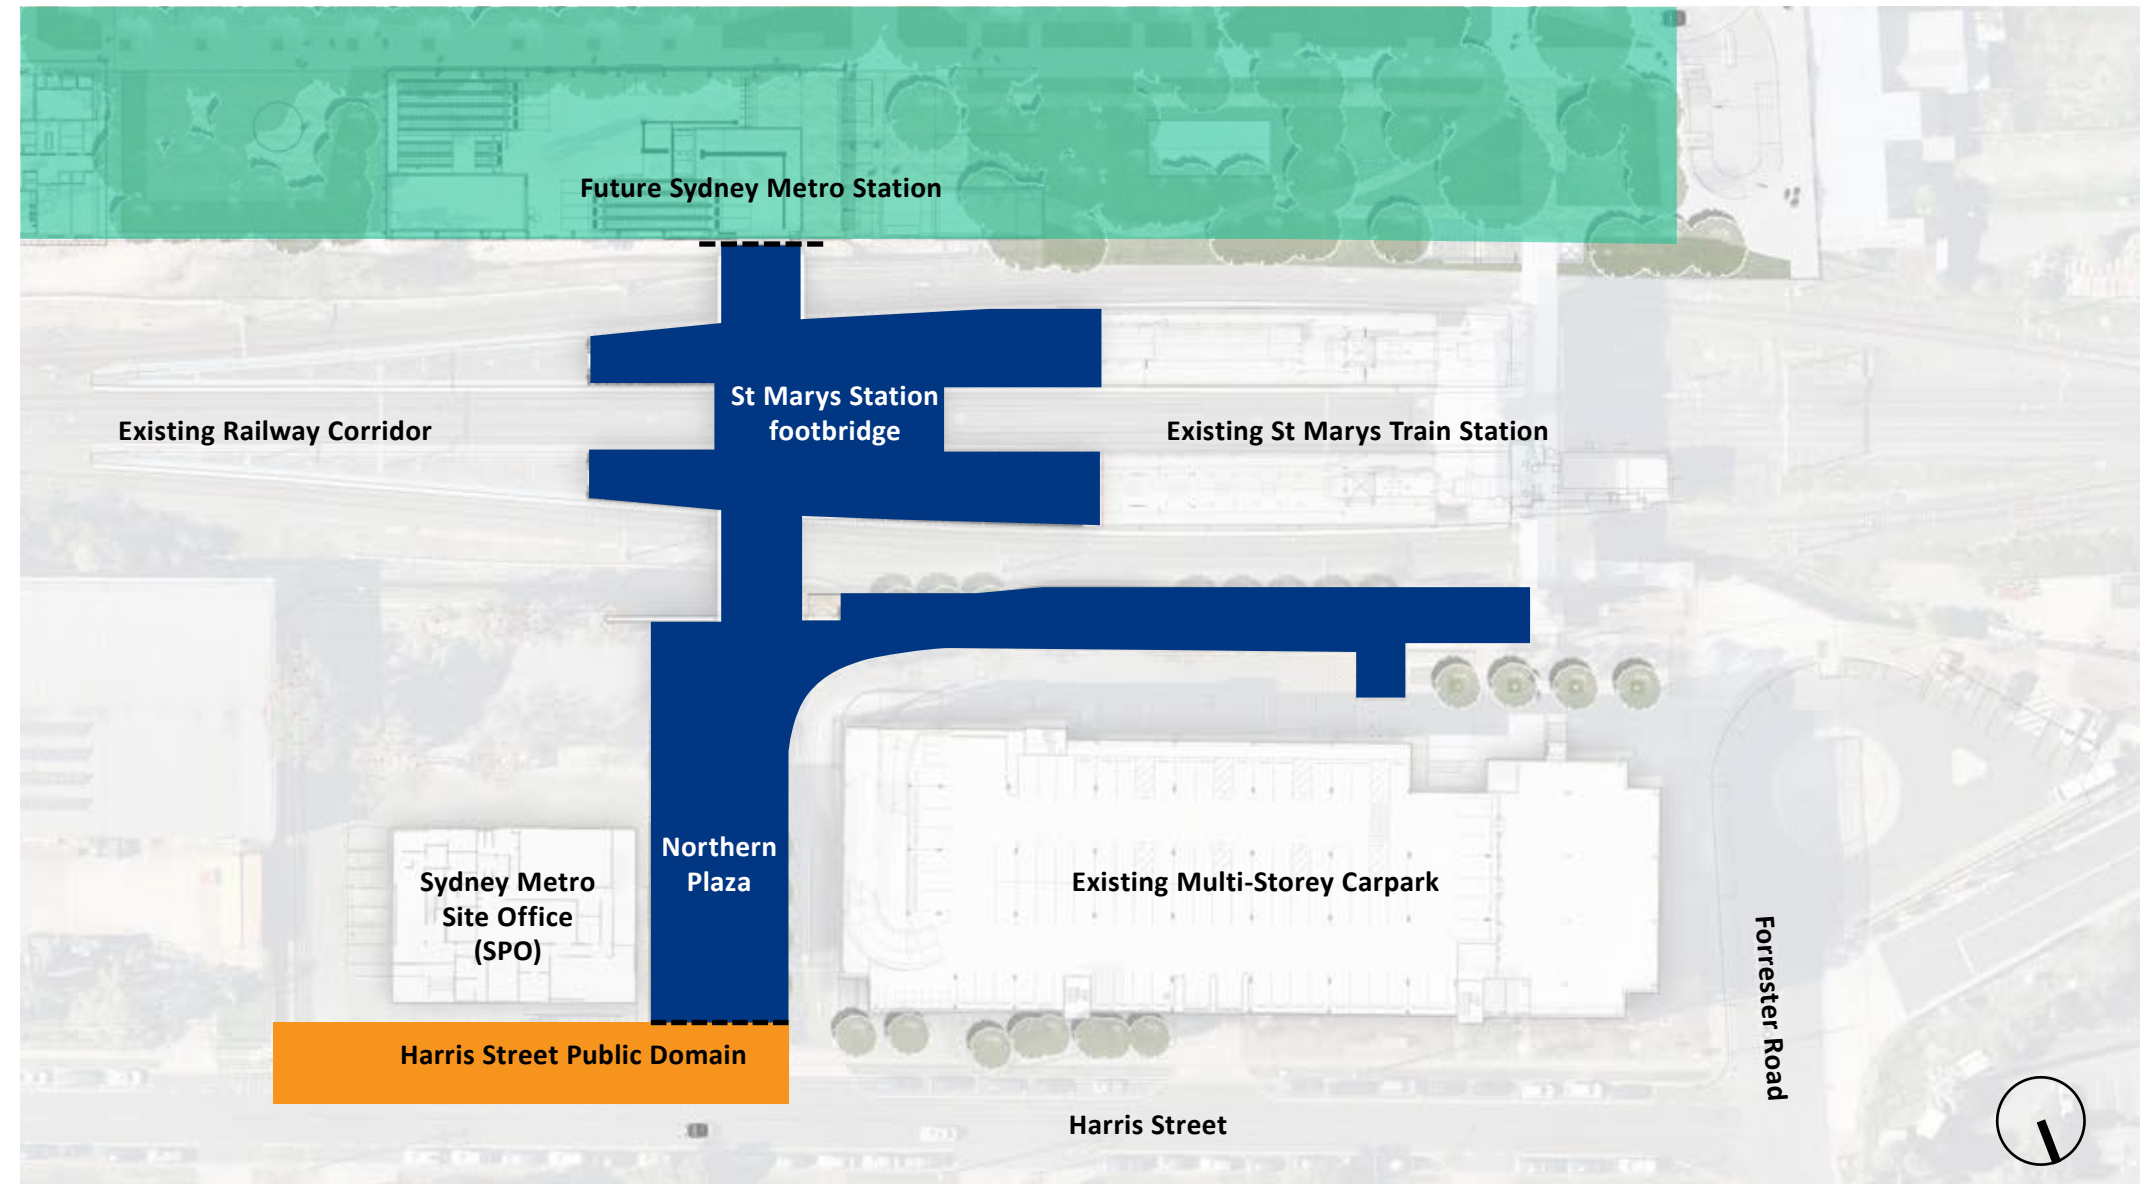 Future Sydney Metro Station
St Marys Station
footbridge
Existing Railway Corridor
Existing St Marys Train Station
Northern
Plaza
Sydney Metro
Site Office
(SPO)
Existing Multi-Storey Carpark
Forrester Road
Harris Street Public Domain
Harris Street